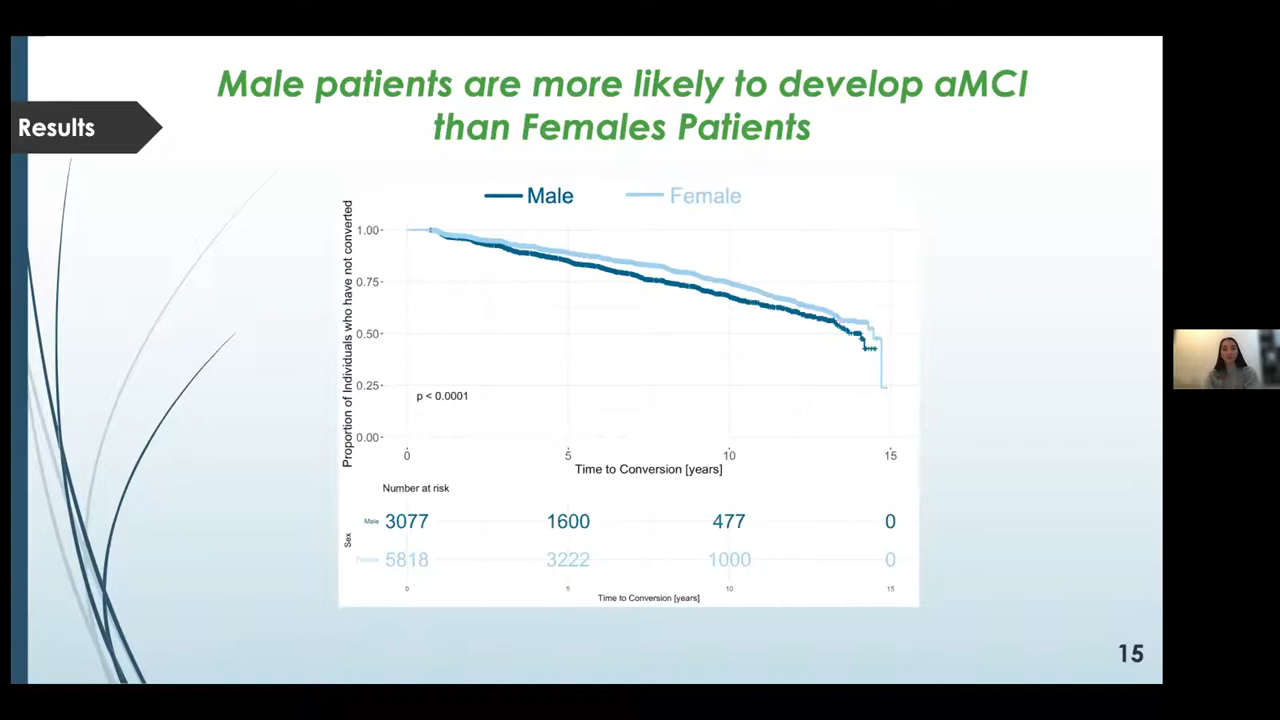 Male patients are more likely to develop aMCI
than Females Patients
Results
Male Female
Proportion of Individuals who have not converted
1.00
0.75
0.50
0.25
0.00
p < 0.0001
0 5 10 15
Time to Conversion [years]
Number at risk
Sex
Male 3077 1600 477 0
Female 5818 3222 1000 0
0 5 10 15
Time to Conversion [years]
15